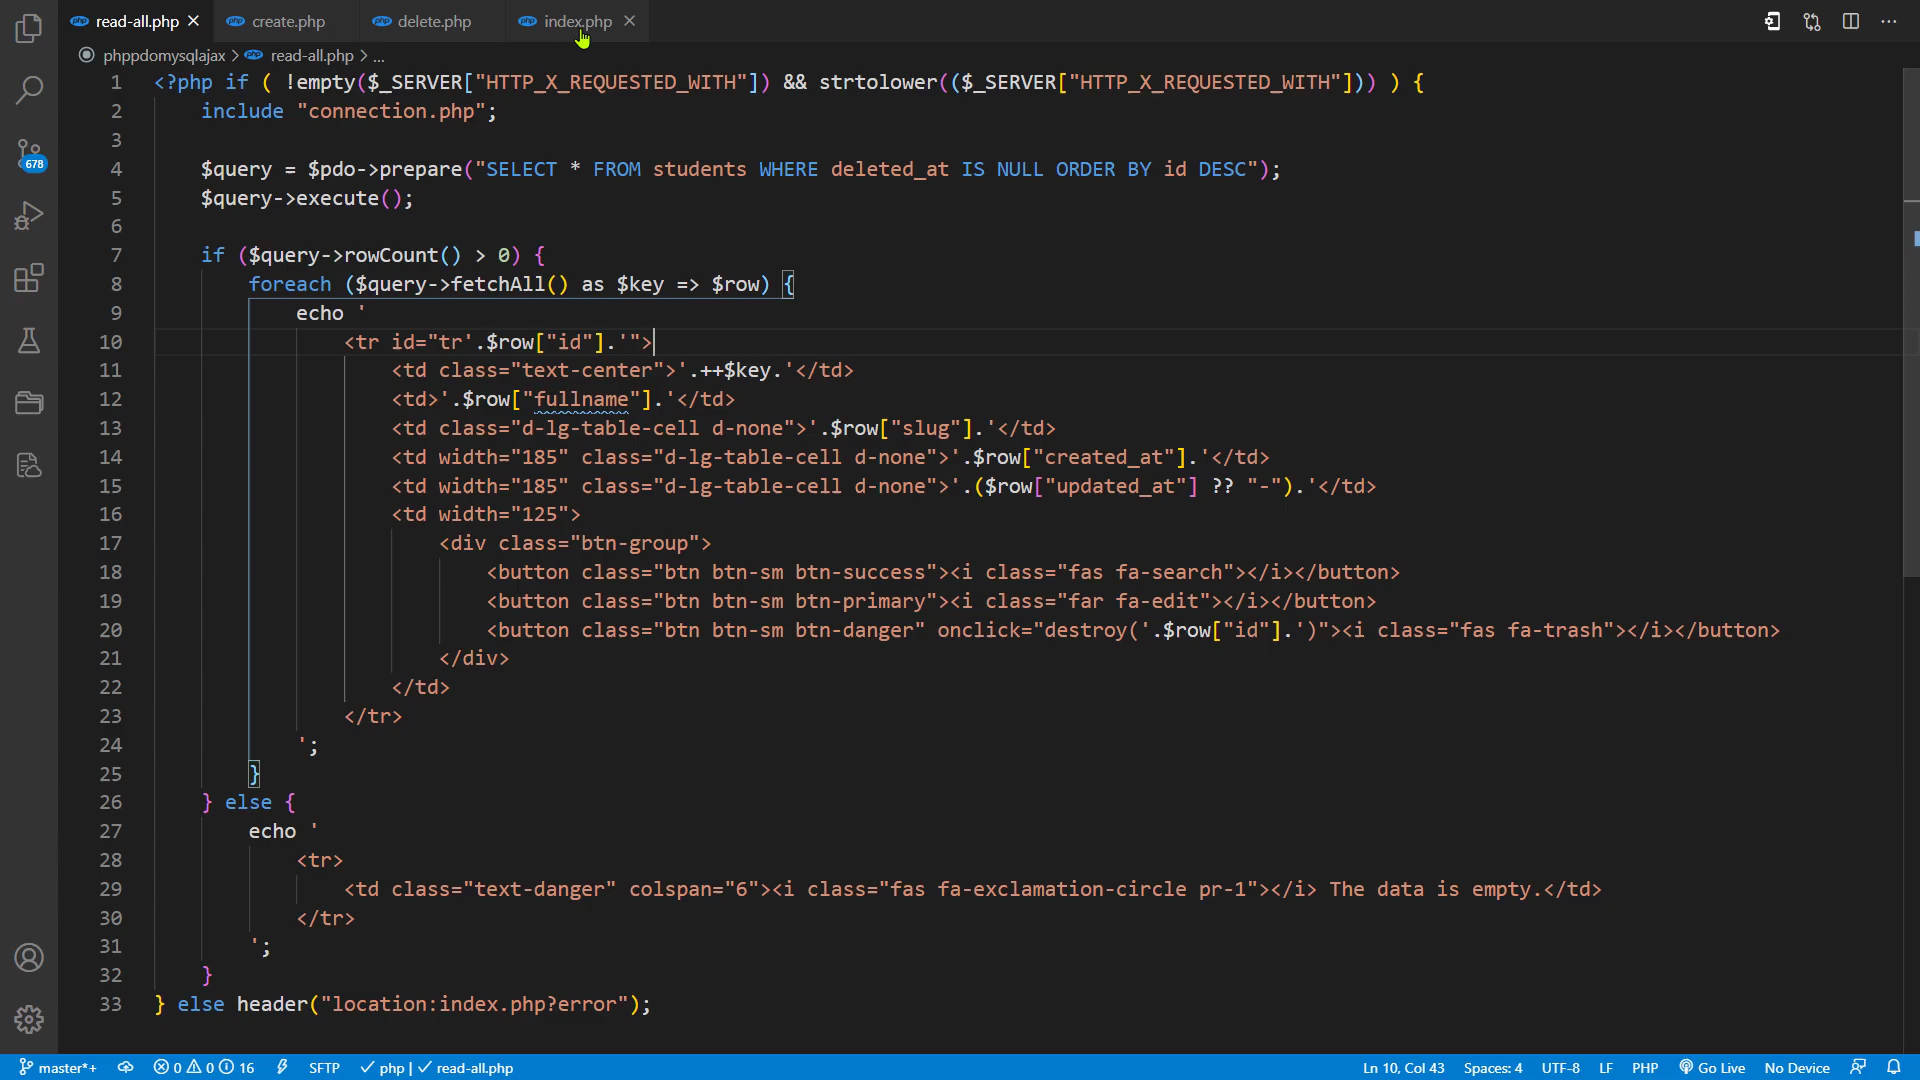 read-all.php create.php delete.php index.php
phppdomysqlajax > read-all.php > ...
1 <?php if ( !empty($_SERVER["HTTP_X_REQUESTED_WITH"]) && strtolower(($_SERVER["HTTP_X_REQUESTED_WITH"])) ) {
2 include "connection.php";
3
4 $query = $pdo->prepare("SELECT * FROM students WHERE deleted_at IS NULL ORDER BY id DESC");
5 $query->execute();
6
7 if ($query->rowCount() > 0) {
8 foreach ($query->fetchAll() as $key => $row) {
9 echo '
10 <tr id="tr'.$row["id"].'">
11 <td class="text-center">'.++$key.'</td>
12 <td>'.$row["fullname"].'</td>
13 <td class="d-lg-table-cell d-none">'.$row["slug"].'</td>
14 <td width="185" class="d-lg-table-cell d-none">'.$row["created_at"].'</td>
15 <td width="185" class="d-lg-table-cell d-none">'.($row["updated_at"] ?? "-").'</td>
16 <td width="125">
17 <div class="btn-group">
18 <button class="btn btn-sm btn-success"><i class="fas fa-search"></i></button>
19 <button class="btn btn-sm btn-primary"><i class="far fa-edit"></i></button>
20 <button class="btn btn-sm btn-danger" onclick="destroy('.$row["id"].')"><i class="fas fa-trash"></i></button>
21 </div>
22 </td>
23 </tr>
24 ';
25 }
26 } else {
27 echo '
28 <tr>
29 <td class="text-danger" colspan="6"><i class="fas fa-exclamation-circle pr-1"></i> The data is empty.</td>
30 </tr>
31 ';
32 }
33 } else header("location:index.php?error");
678
master*+ 0 0 16 SFTP php | read-all.php Ln 10, Col 43 Spaces: 4 UTF-8 LF PHP Go Live No Device